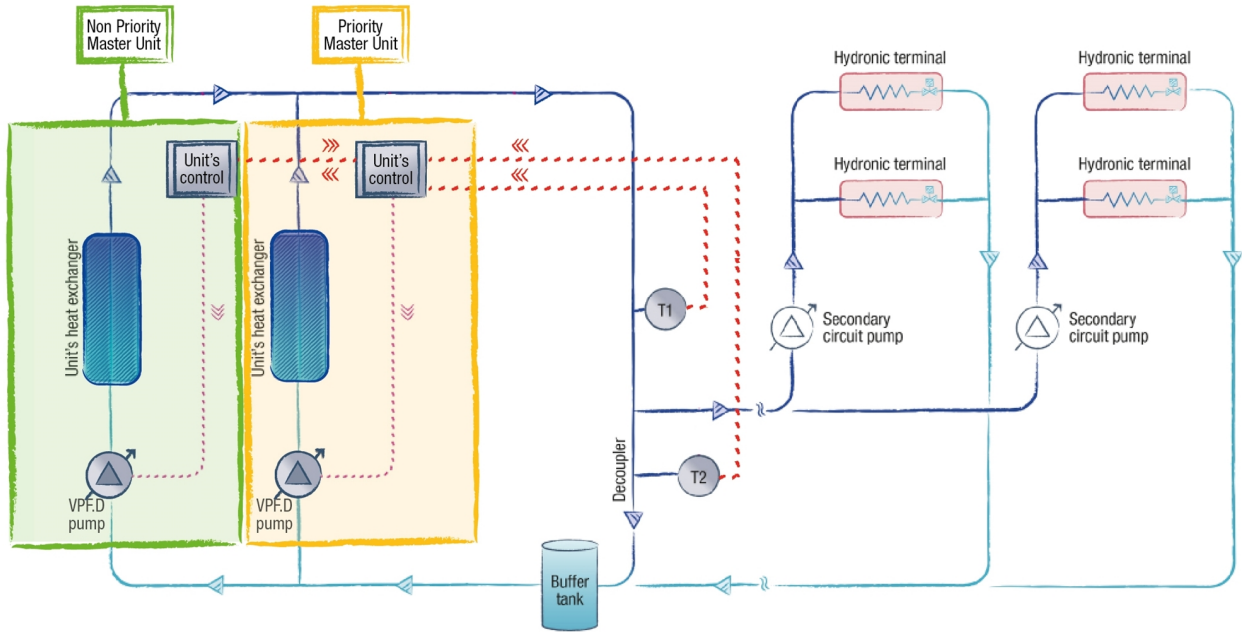 Non Priority
Master Unit
Priority
Master Unit
Hydronic terminal
Hydronic terminal
Unit's
control
Unit's
control
Hydronic terminal
Hydronic terminal
Unit's heat exchanger
Unit's heat exchanger
T1
Secondary
circuit pump
Secondary
circuit pump
Decoupler
T2
VPF.D
pump
VPF.D
pump
Buffer
tank